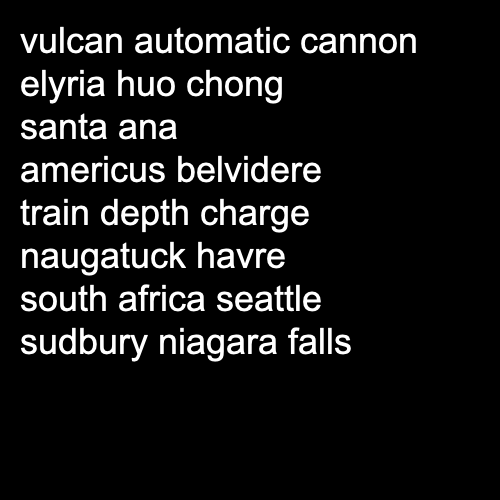 vulcan automatic cannon
elyria huo chong
santa ana
americus belvidere
train depth charge
naugatuck havre
south africa seattle
sudbury niagara falls